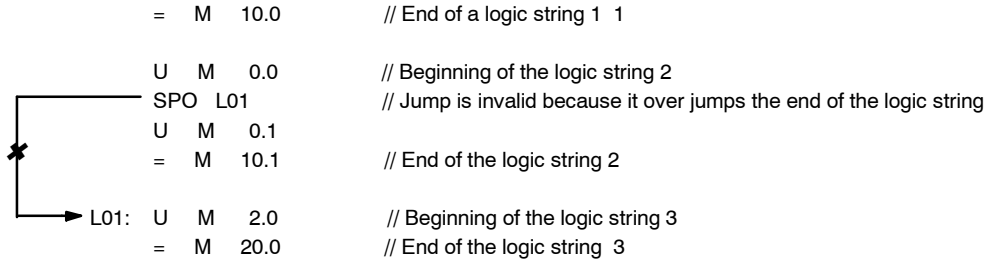 = M 10.0 // End of a logic string 1 1
U M 0.0 // Beginning of the logic string 2
SPO L01 // Jump is invalid because it over jumps the end of the logic string
U M 0.1
= M 10.1 // End of the logic string 2
L01: U M 2.0 // Beginning of the logic string 3
= M 20.0 // End of the logic string 3